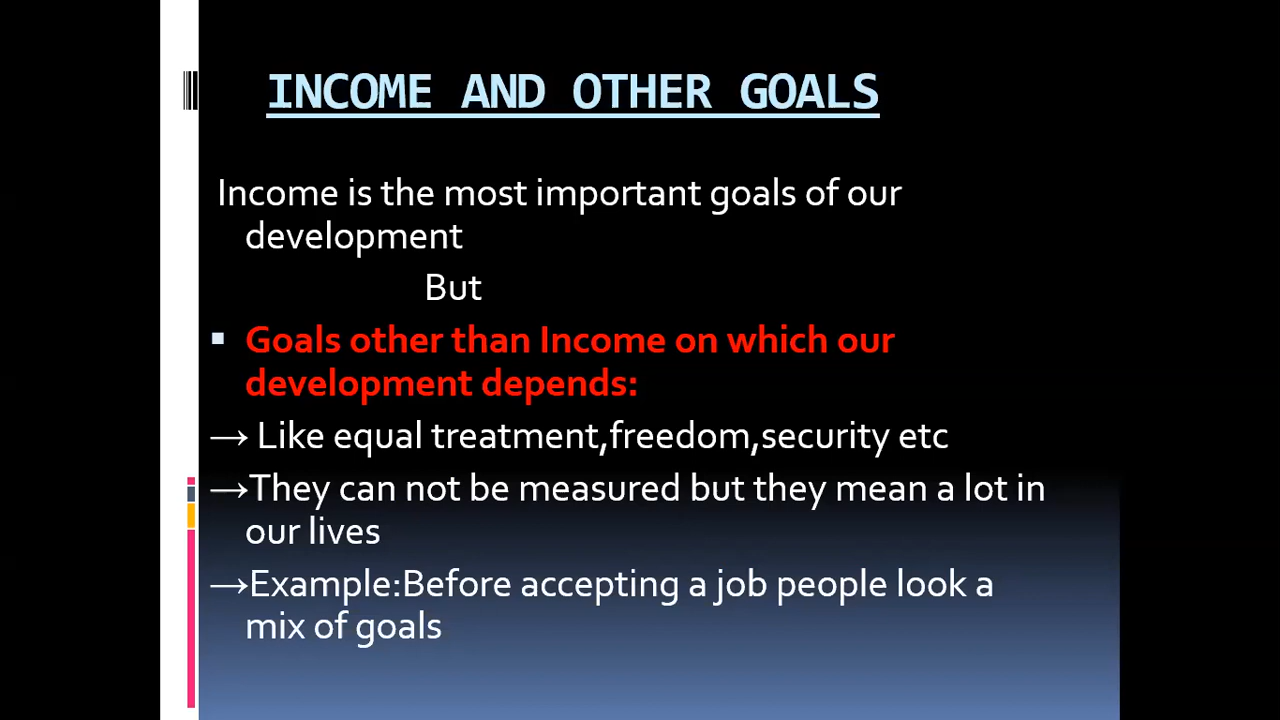 INCOME AND OTHER GOALS
Income is the most important goals of our
development
But
▪ Goals other than Income on which our
development depends:
→ Like equal treatment,freedom,security etc
→They can not be measured but they mean a lot in
our lives
→Example:Before accepting a job people look a
mix of goals